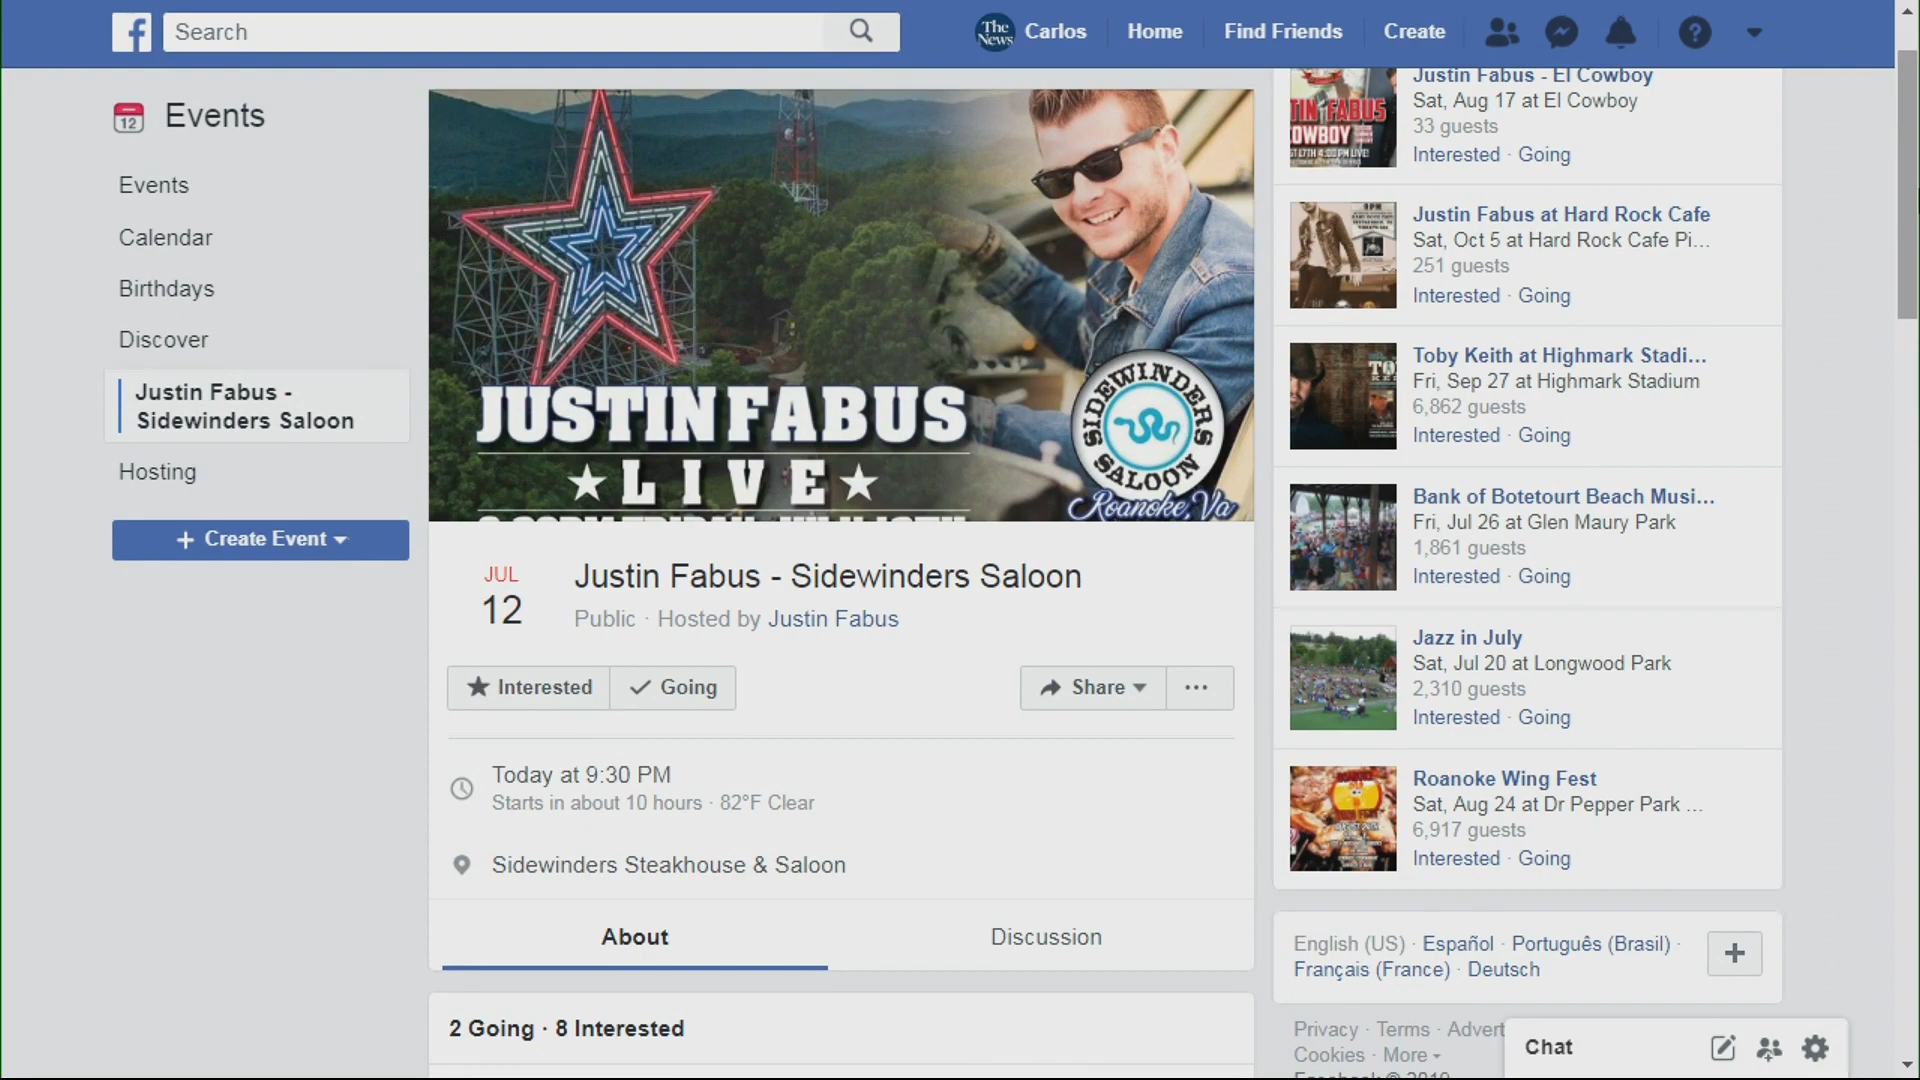 Search
The News
Carlos
Home
Find Friends
Create
?
12
Events
Events
Calendar
Birthdays
Discover
Justin Fabus -
Sidewinders Saloon
Hosting
+ Create Event
JUSTIN FABUS
LIVE
SIDEWINDERS SALOON
Roanoke, Va
JUL
12
Justin Fabus - Sidewinders Saloon
Public · Hosted by Justin Fabus
Interested
Going
Share
...
Today at 9:30 PM
Starts in about 10 hours · 82°F Clear
Sidewinders Steakhouse & Saloon
About
Discussion
2 Going · 8 Interested
Justin Fabus - El Cowboy
Sat, Aug 17 at El Cowboy
33 guests
Interested · Going
Justin Fabus at Hard Rock Cafe
Sat, Oct 5 at Hard Rock Cafe Pi...
251 guests
Interested · Going
Toby Keith at Highmark Stadi...
Fri, Sep 27 at Highmark Stadium
6,862 guests
Interested · Going
Bank of Botetourt Beach Musi...
Fri, Jul 26 at Glen Maury Park
1,861 guests
Interested · Going
Jazz in July
Sat, Jul 20 at Longwood Park
2,310 guests
Interested · Going
Roanoke Wing Fest
Sat, Aug 24 at Dr Pepper Park ...
6,917 guests
Interested · Going
English (US) · Español · Português (Brasil) ·
Français (France) · Deutsch
+
Privacy · Terms · Advert
Cookies · More
Facebook © 2019
Chat